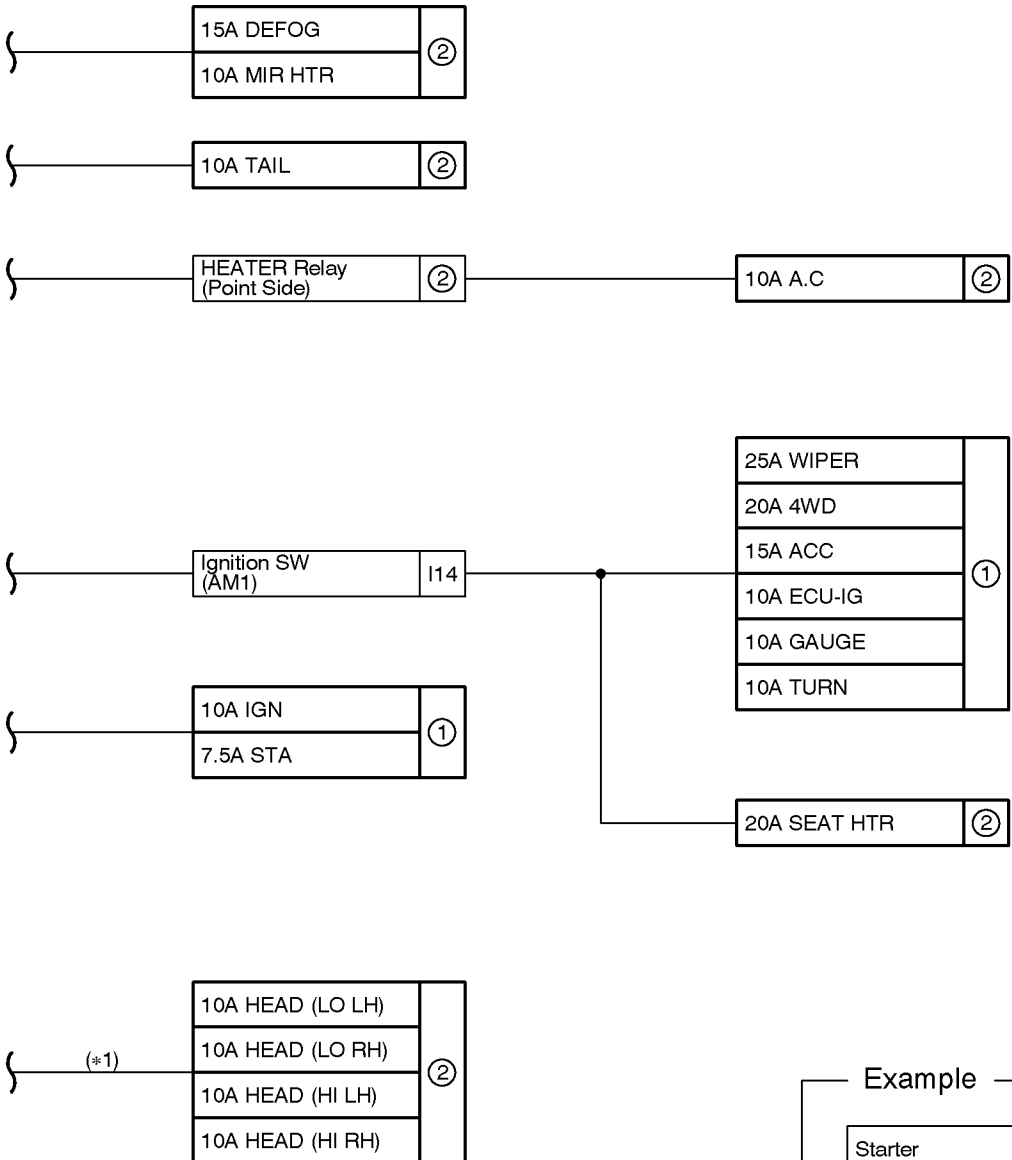 15A DEFOG
②
10A MIR HTR
10A TAIL
②
HEATER Relay
(Point Side)
②
10A A.C
②
25A WIPER
20A 4WD
15A ACC
10A ECU-IG
10A GAUGE
10A TURN
①
Ignition SW
(AM1)
I14
10A IGN
7.5A STA
①
20A SEAT HTR
②
10A HEAD (LO LH)
10A HEAD (LO RH)
10A HEAD (HI LH)
10A HEAD (HI RH)
②
(∗1)
Example
Starter